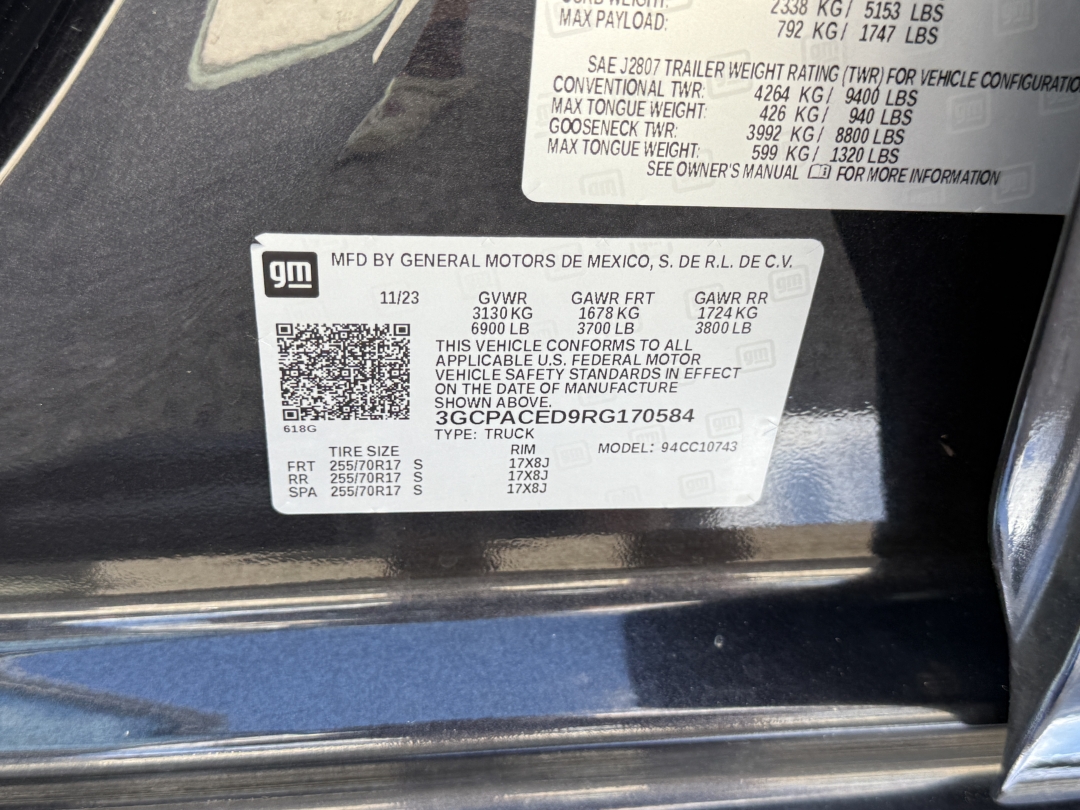 CURB WEIGHT: 2338 KG/ 5153 LBS
MAX PAYLOAD: 792 KG/ 1747 LBS
SAE J2807 TRAILER WEIGHT RATING (TWR) FOR VEHICLE
CONVENTIONAL TWR: 4264 KG/ 9400 LBS
MAX TONGUE WEIGHT: 426 KG/ 940 LBS
GOOSENECK TWR: 3992 KG/ 8800 LBS
MAX TONGUE WEIGHT: 599 KG/ 1320 LBS
SEE OWNER'S MANUAL FOR MORE INFORMATION
gm MFD BY GENERAL MOTORS DE MEXICO, S. DE R.L. DE C.V.
11/23 GVWR GAWR FRT GAWR RR
3130 KG 1678 KG 1724 KG
6900 LB 3700 LB 3800 LB
THIS VEHICLE CONFORMS TO ALL
APPLICABLE U.S. FEDERAL MOTOR
VEHICLE SAFETY STANDARDS IN EFFECT
ON THE DATE OF MANUFACTURE
SHOWN ABOVE.
3GCPACED9RG170584
618G
TYPE: TRUCK
TIRE SIZE RIM MODEL: 94CC10743
FRT 255/70R17 S 17X8J
RR 255/70R17 S 17X8J
SPA 255/70R17 S 17X8J